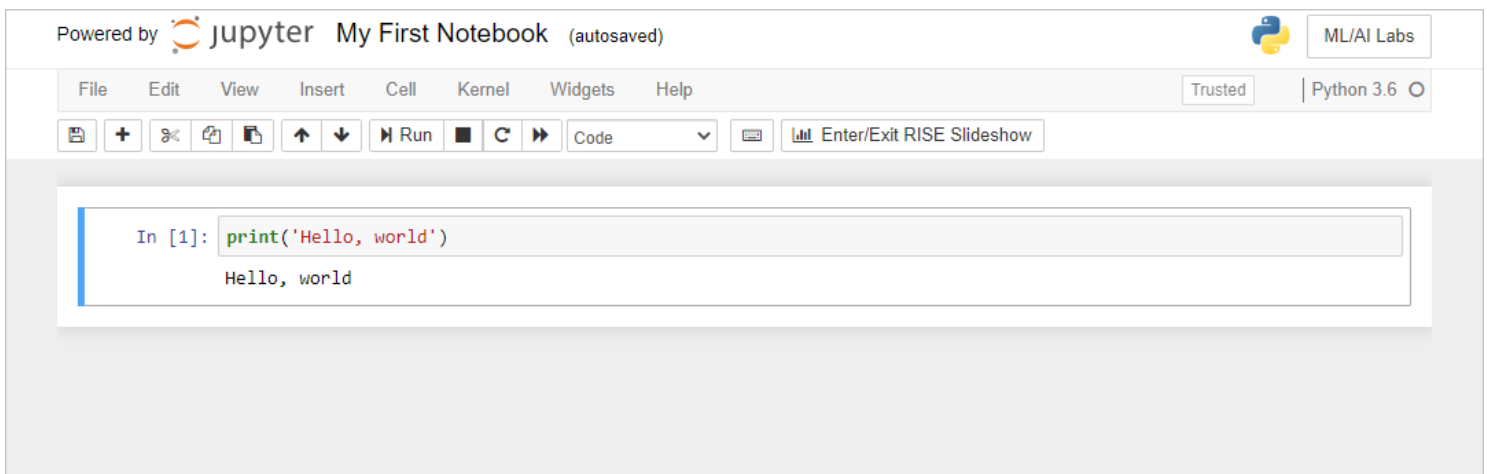 Powered by jupyter My First Notebook (autosaved) ML/AI Labs
File Edit View Insert Cell Kernel Widgets Help Trusted Python 3.6
Run Code Enter/Exit RISE Slideshow
In [1]: print('Hello, world')
Hello, world